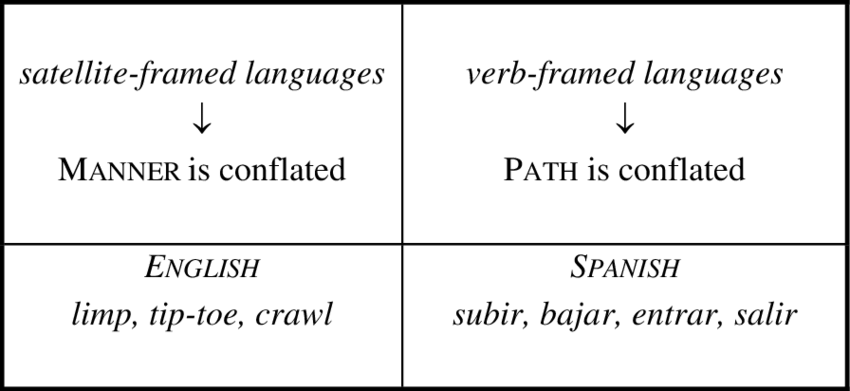 satellite-framed languages
↓
MANNER is conflated
verb-framed languages
↓
PATH is conflated
ENGLISH
limp, tip-toe, crawl
SPANISH
subir, bajar, entrar, salir